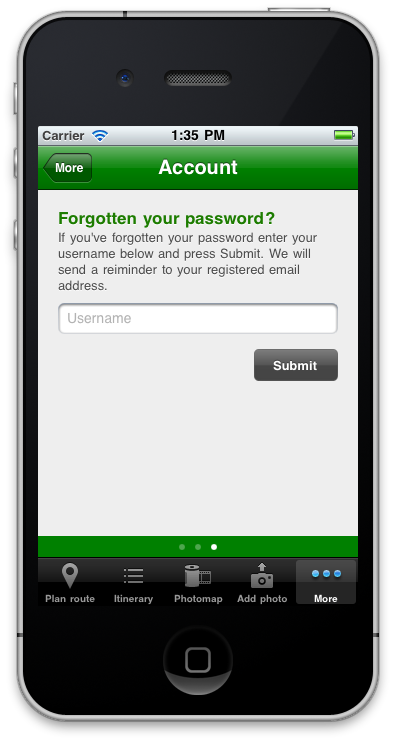 Carrier 1:35 PM
More Account
Forgotten your password?
If you've forgotten your password enter your
username below and press Submit. We will
send a reiminder to your registered email
address.
Username
Submit
Plan route Itinerary Photomap Add photo More